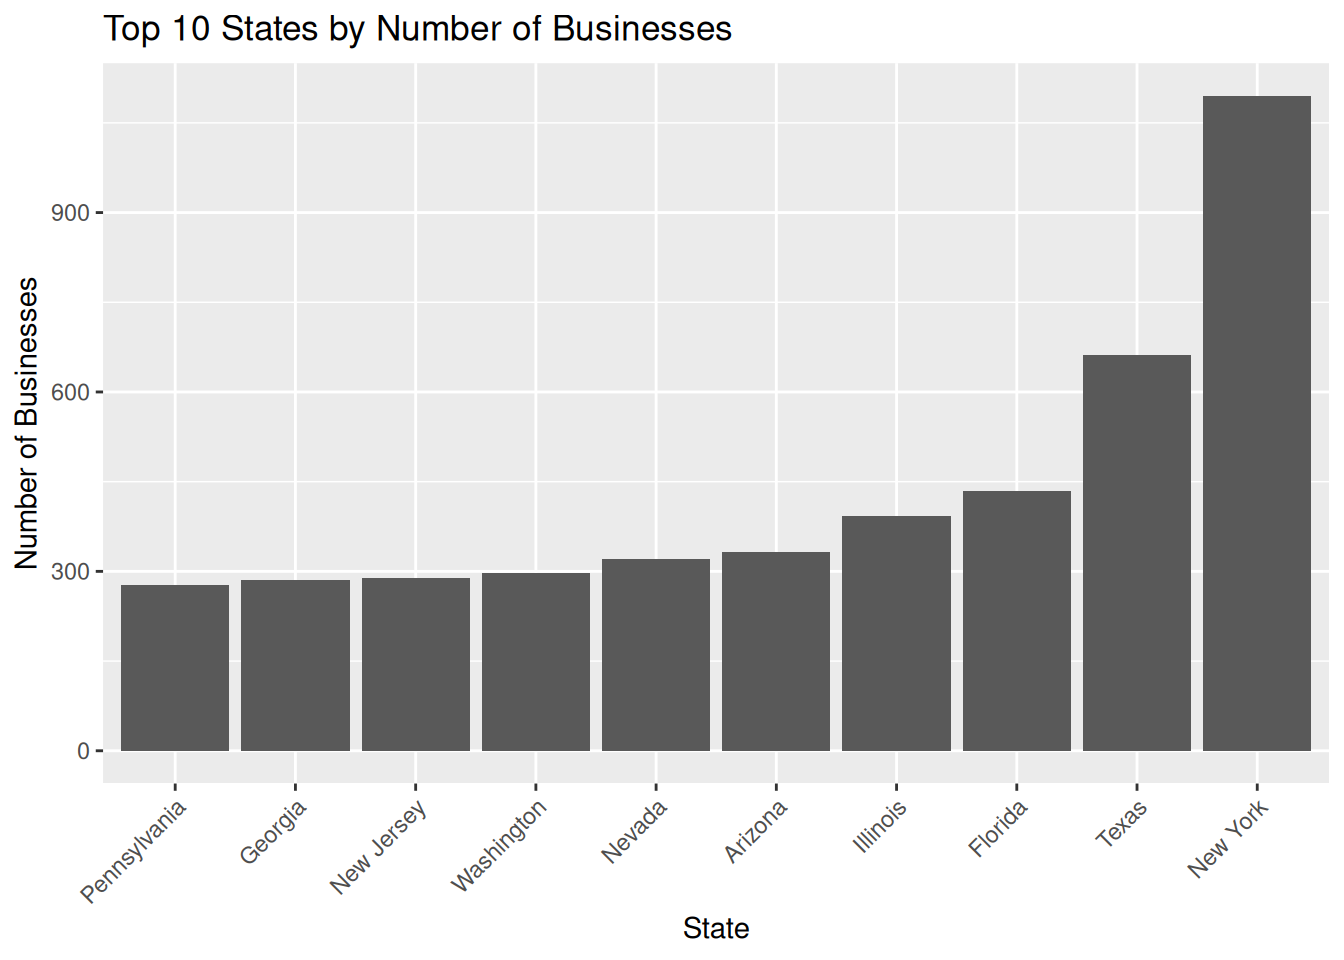 Top 10 States by Number of Businesses
Number of Businesses
900
600
300
0
Pennsylvania
Georgia
New Jersey
Washington
Nevada
Arizona
Illinois
Florida
Texas
New York
State